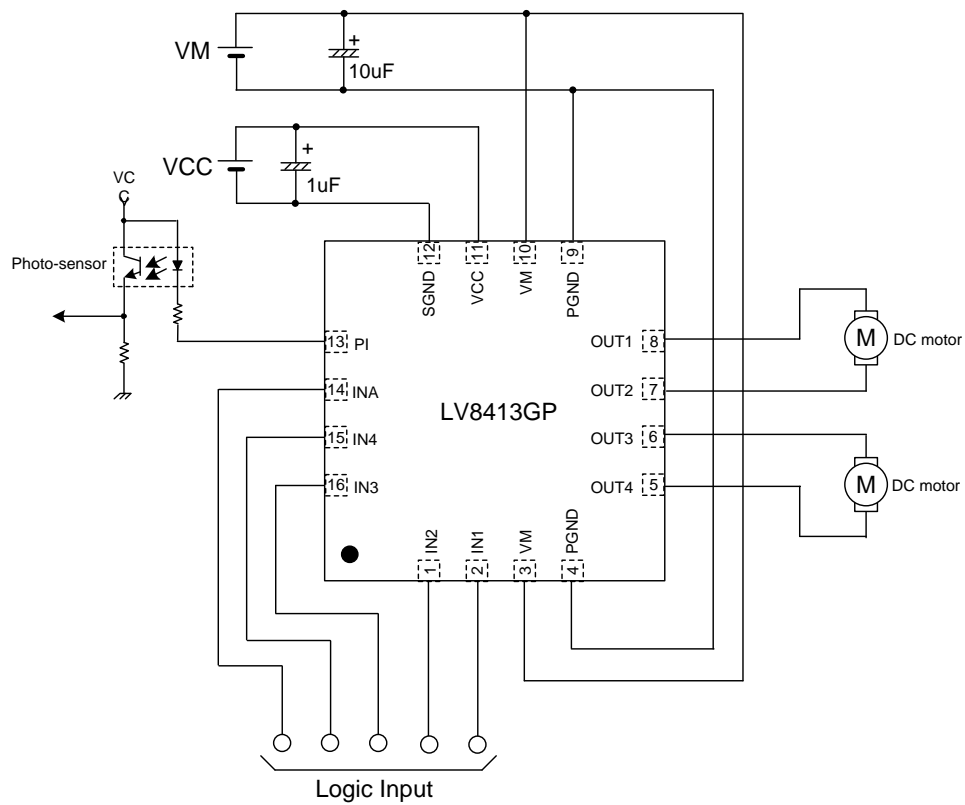 VM
+
10uF
VCC
+
1uF
VC
C
Photo-sensor
12
11
10
9
SGND
VCC
VM
PGND
13 PI
14 INA
15 IN4
16 IN3
LV8413GP
OUT1 8
OUT2 7
OUT3 6
OUT4 5
M
DC motor
M
DC motor
IN2
IN1
VM
PGND
1
2
3
4
Logic Input